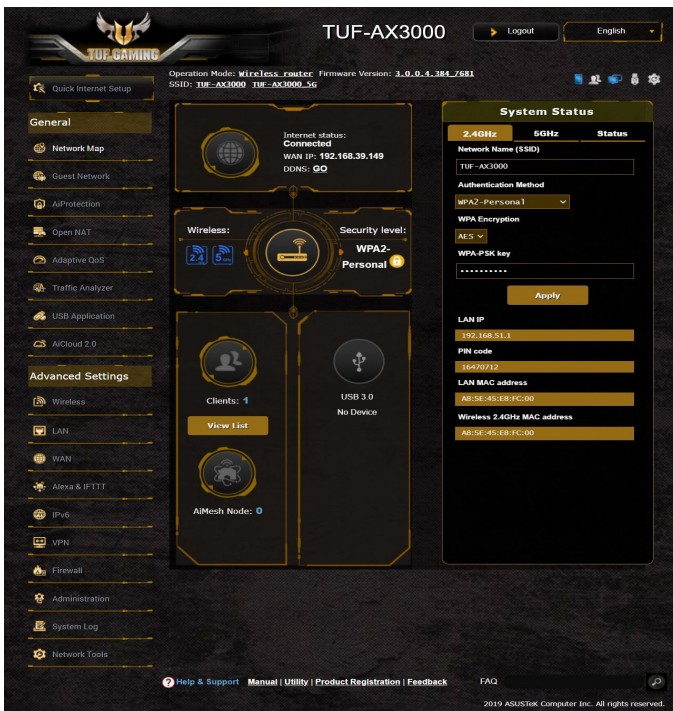 TUF GAMING
TUF-AX3000
Logout
English
Quick Internet Setup
Operation Mode: Wireless router Firmware Version: 3.0.0.4.384_7681
SSID: TUF-AX3000 TUF-AX3000_5G
General
Network Map
Guest Network
AiProtection
Open NAT
Adaptive QoS
Traffic Analyzer
USB Application
AiCloud 2.0
Advanced Settings
Wireless
LAN
WAN
Alexa & IFTTT
IPv6
VPN
Firewall
Administration
System Log
Network Tools
Internet status:
Connected
WAN IP: 192.168.39.149
DDNS: GO
Wireless:
2.4
5
Security level:
WPA2-
Personal
Clients: 1
View List
AiMesh Node: 0
USB 3.0
No Device
System Status
2.4GHz 5GHz Status
Network Name (SSID)
TUF-AX3000
Authentication Method
WPA2-Personal
WPA Encryption
AES
WPA-PSK key
••••••••••
Apply
LAN IP
192.168.51.1
PIN code
16470712
LAN MAC address
A8:5E:45:E8:FC:00
Wireless 2.4GHz MAC address
A8:5E:45:E8:FC:00
? Help & Support Manual | Utility | Product Registration | Feedback FAQ
2019 ASUSTeK Computer Inc. All rights reserved.